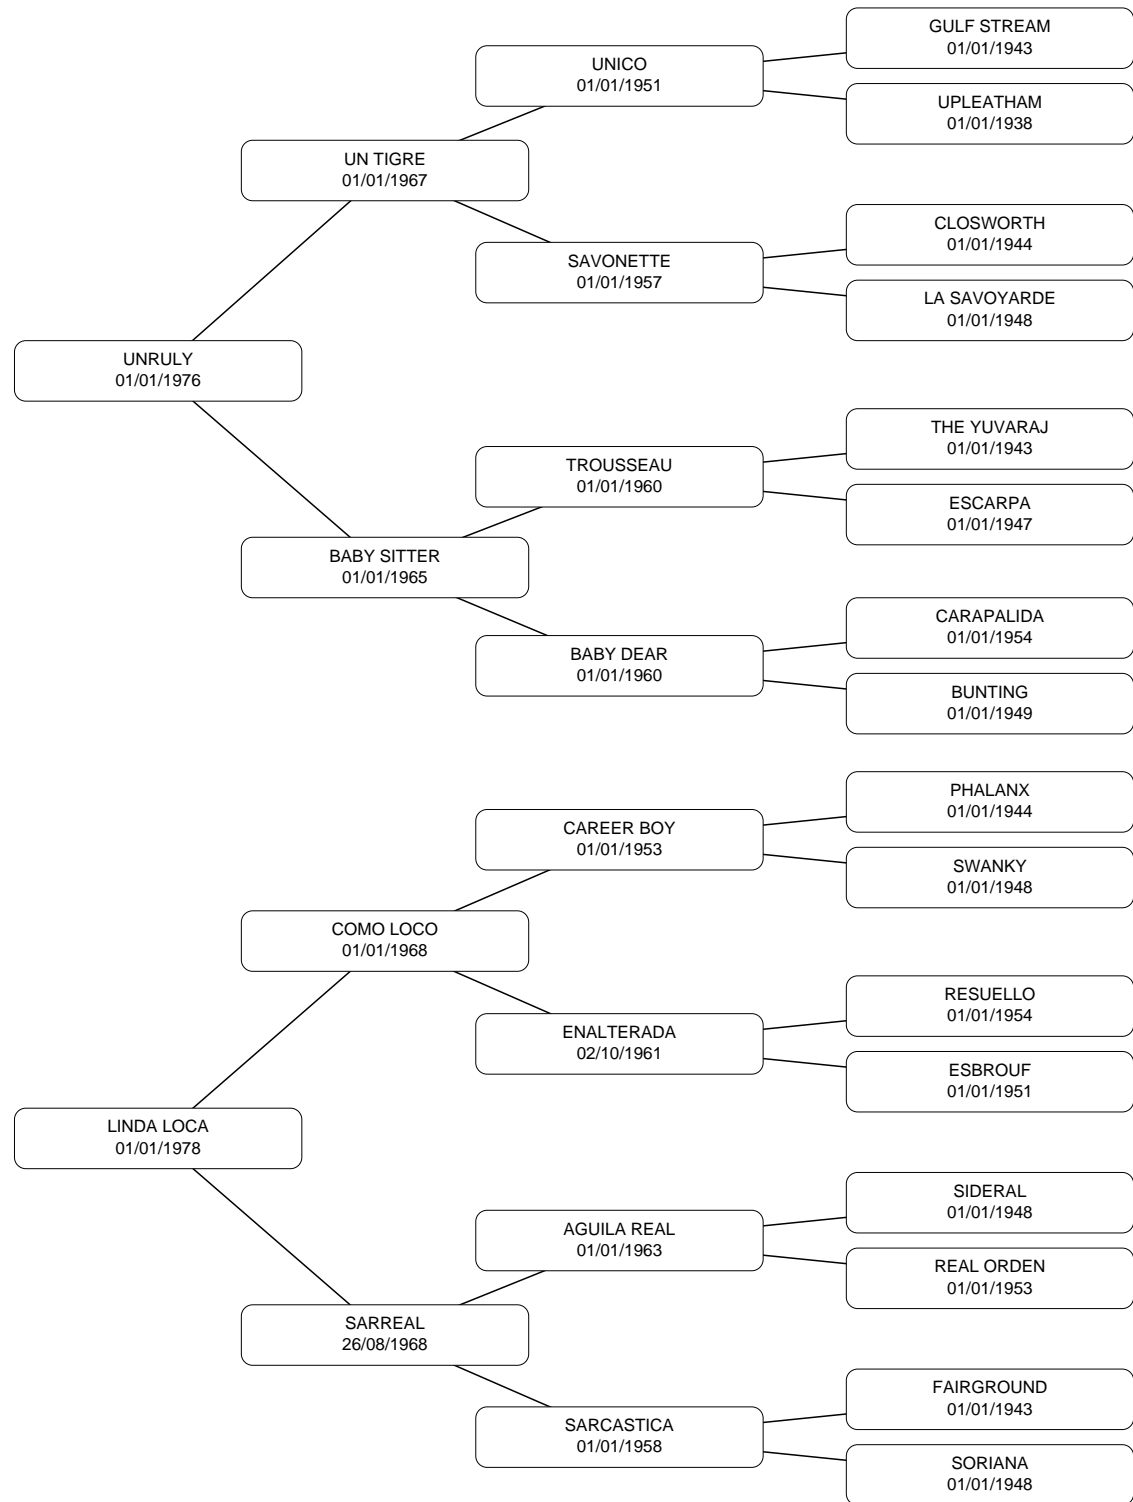 GULF STREAM
01/01/1943
UNICO
01/01/1951
UPLEATHAM
01/01/1938
UN TIGRE
01/01/1967
CLOSWORTH
01/01/1944
SAVONETTE
01/01/1957
LA SAVOYARDE
01/01/1948
UNRULY
01/01/1976
THE YUVARAJ
01/01/1943
TROUSSEAU
01/01/1960
ESCARPA
01/01/1947
BABY SITTER
01/01/1965
CARAPALIDA
01/01/1954
BABY DEAR
01/01/1960
BUNTING
01/01/1949
PHALANX
01/01/1944
CAREER BOY
01/01/1953
SWANKY
01/01/1948
COMO LOCO
01/01/1968
RESUELLO
01/01/1954
ENALTERADA
02/10/1961
ESBROUF
01/01/1951
LINDA LOCA
01/01/1978
SIDERAL
01/01/1948
AGUILA REAL
01/01/1963
REAL ORDEN
01/01/1953
SARREAL
26/08/1968
FAIRGROUND
01/01/1943
SARCASTICA
01/01/1958
SORIANA
01/01/1948